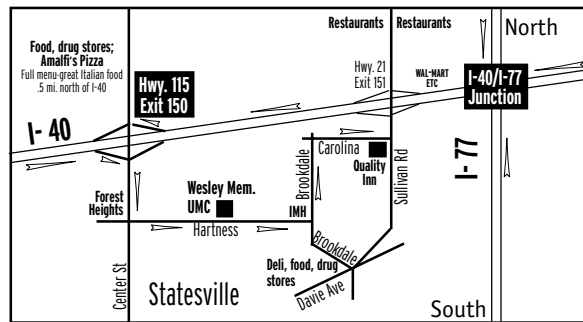 Restaurants
Restaurants
North
Food, drug stores;
Amalfi's Pizza
Full menu-great Italian food
.5 mi. north of I-40
Hwy. 115
Exit 150
Hwy. 21
Exit 151
WAL-MART
ETC
I-40/I-77
Junction
I- 40
I- 77
Carolina
Quality
Inn
Brookdale
Sullivan Rd
Forest
Heights
Wesley Mem.
UMC
IMH
Hartness
Brookdale
Deli, food, drug
stores
Davie Ave
Center St
Statesville
South